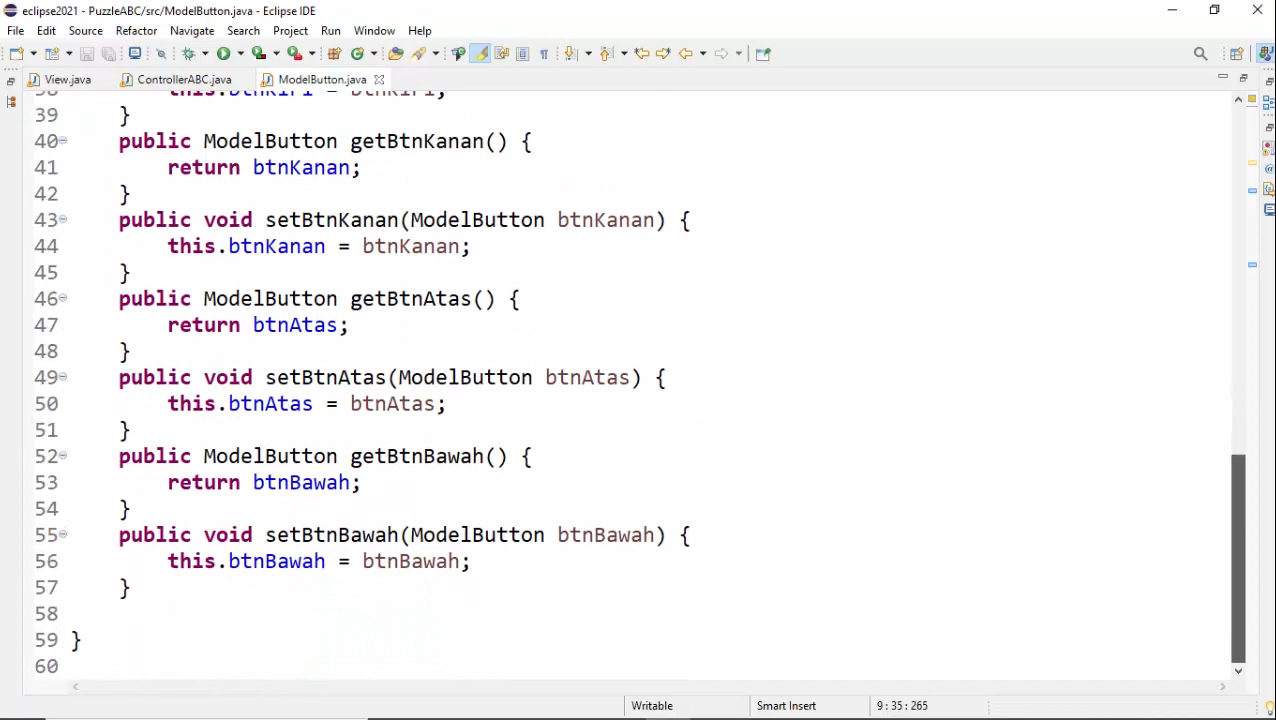 eclipse2021 - PuzzleABC/src/ModelButton.java - Eclipse IDE
File Edit Source Refactor Navigate Search Project Run Window Help
View.java ControllerABC.java ModelButton.java
38 this.btnKiri = btnKiri;
39 }
40 public ModelButton getBtnKanan() {
41 return btnKanan;
42 }
43 public void setBtnKanan(ModelButton btnKanan) {
44 this.btnKanan = btnKanan;
45 }
46 public ModelButton getBtnAtas() {
47 return btnAtas;
48 }
49 public void setBtnAtas(ModelButton btnAtas) {
50 this.btnAtas = btnAtas;
51 }
52 public ModelButton getBtnBawah() {
53 return btnBawah;
54 }
55 public void setBtnBawah(ModelButton btnBawah) {
56 this.btnBawah = btnBawah;
57 }
58
59 }
60
Writable Smart Insert 9 : 35 : 265